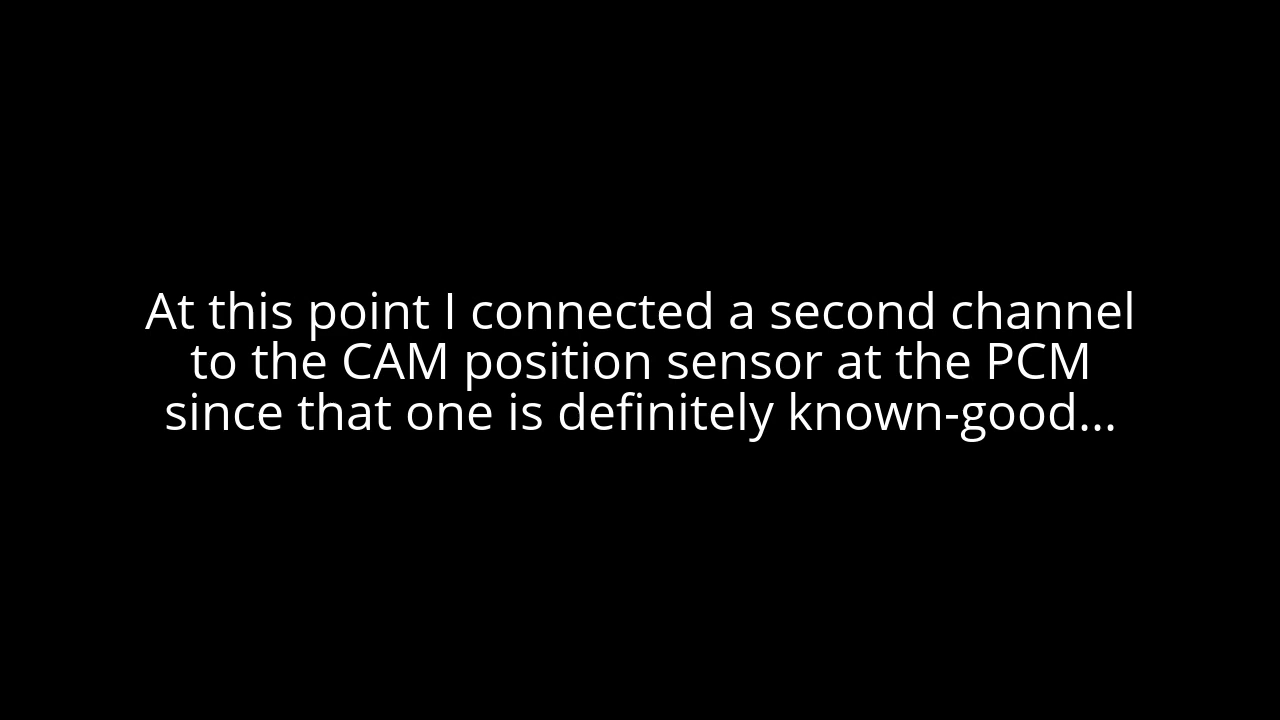 At this point I connected a second channel
to the CAM position sensor at the PCM
since that one is definitely known-good...